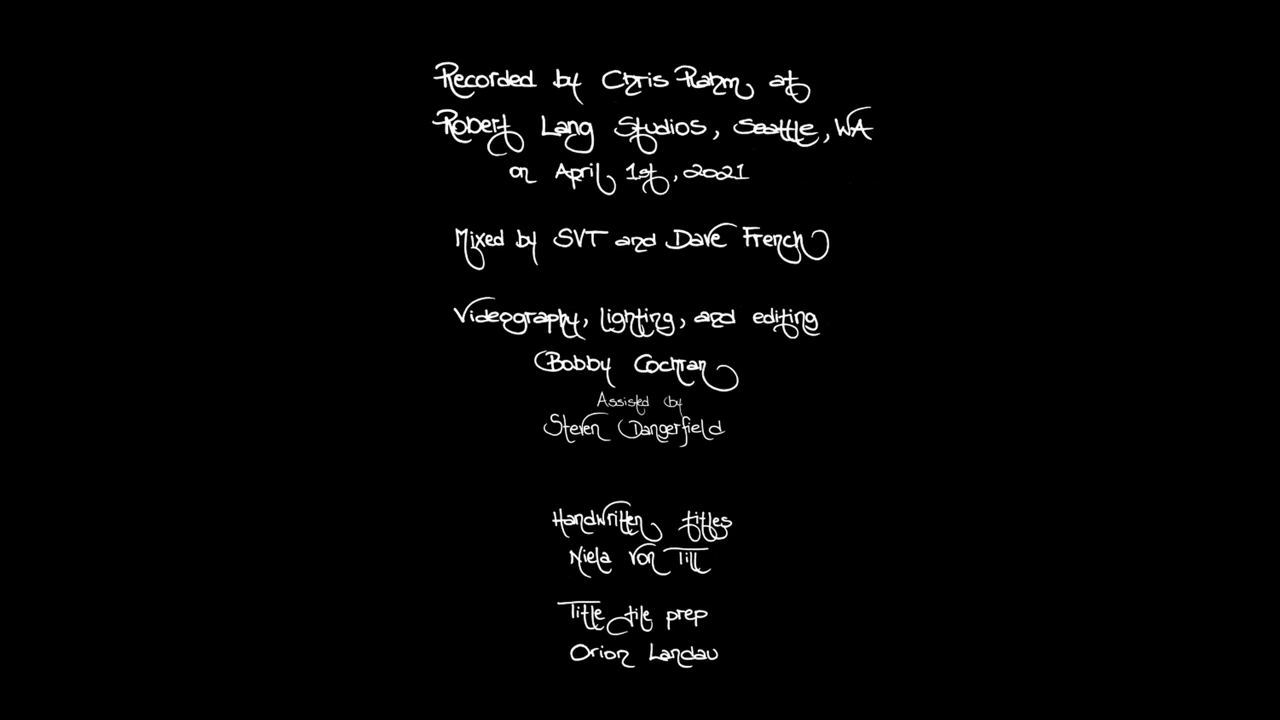 Recorded by Chris Rahm at
Robert Lang Studios, Seattle, WA
on April 1st, 2021
Mixed by SVT and Dave French
Videography, lighting, and editing
Bobby Cochran
Assisted by
Steven Dangerfield
Handwritten titles
Niela Von Till
Title file prep
Orion Landau